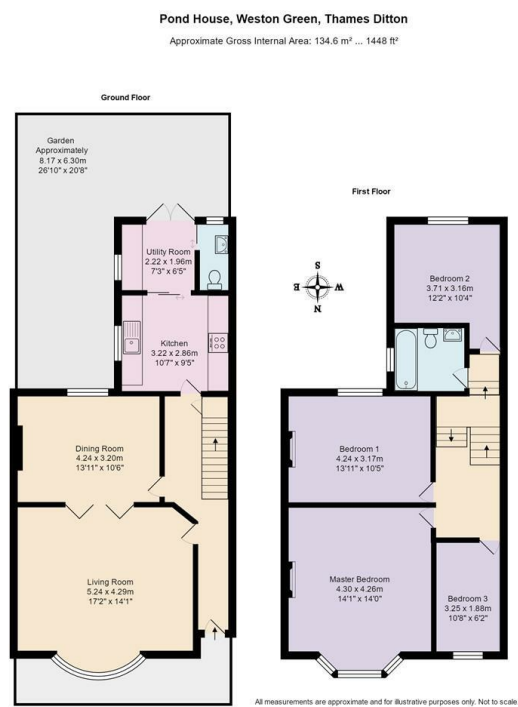 Pond House, Weston Green, Thames Ditton
Approximate Gross Internal Area: 134.6 m² ... 1448 ft²
Ground Floor
Garden
Approximately
8.17 x 6.30m
26'10" x 20'8"
Utility Room
2.22 x 1.96m
7'3" x 6'5"
Kitchen
3.22 x 2.86m
10'7" x 9'5"
Dining Room
4.24 x 3.20m
13'11" x 10'6"
Living Room
5.24 x 4.29m
17'2" x 14'1"
First Floor
S
E
W
N
Bedroom 2
3.71 x 3.16m
12'2" x 10'4"
Bedroom 1
4.24 x 3.17m
13'11" x 10'5"
Master Bedroom
4.30 x 4.26m
14'1" x 14'0"
Bedroom 3
3.25 x 1.88m
10'8" x 6'2"
All measurements are approximate and for illustrative purposes only. Not to scale